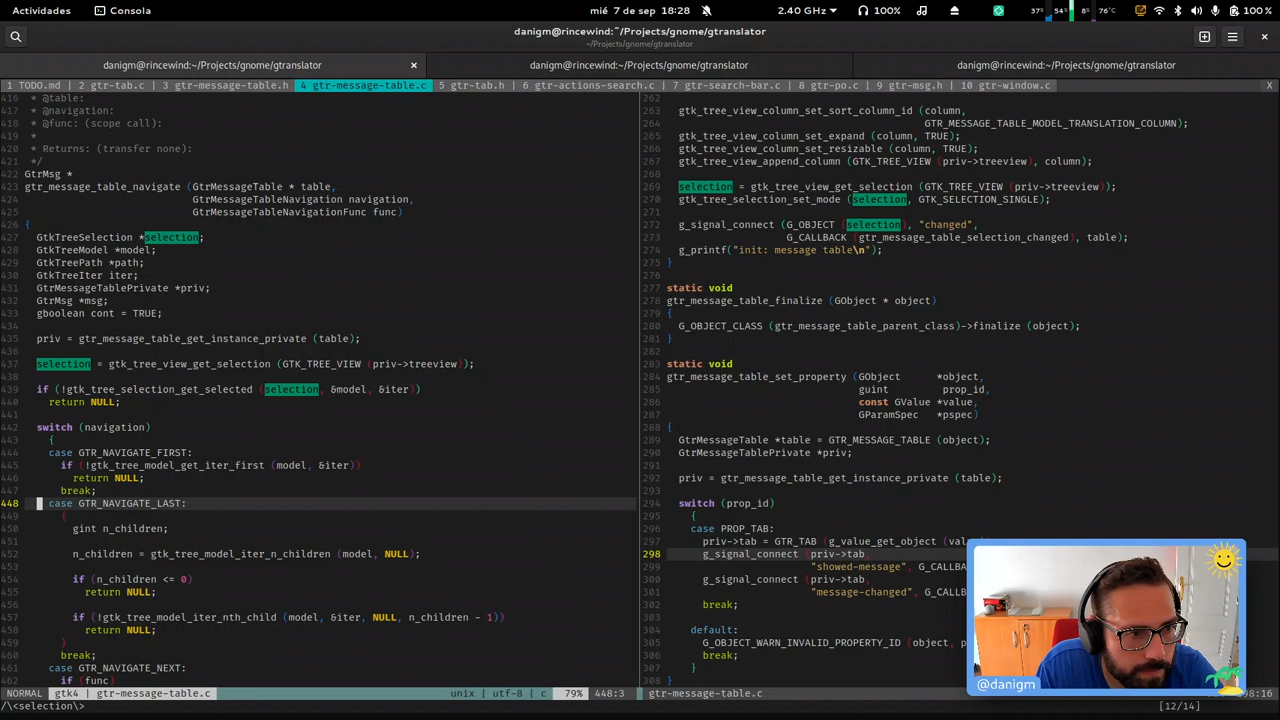 Actividades Consola mié 7 de sep 18:28 2.40 GHz 100% 37% 54% 8% 76°C 100 %
danigm@rincewind:~/Projects/gnome/gtranslator
~/Projects/gnome/gtranslator
danigm@rincewind:~/Projects/gnome/gtranslator × danigm@rincewind:~/Projects/gnome/gtranslator danigm@rincewind:~/Projects/gnome/gtranslator
1 TODO.md 2 gtr-tab.c 3 gtr-message-table.h 4 gtr-message-table.c 5 gtr-tab.h 6 gtr-actions-search.c 7 gtr-search-bar.c 8 gtr-po.c 9 gtr-msg.h 10 gtr-window.c X
416 * @table:
417 * @navigation:
418 * @func: (scope call):
419 *
420 * Returns: (transfer none):
421 */
422 GtrMsg *
423 gtr_message_table_navigate (GtrMessageTable * table,
424 GtrMessageTableNavigation navigation,
425 GtrMessageTableNavigationFunc func)
426 {
427 GtkTreeSelection *selection;
428 GtkTreeModel *model;
429 GtkTreePath *path;
430 GtkTreeIter iter;
431 GtrMessageTablePrivate *priv;
432 GtrMsg *msg;
433 gboolean cont = TRUE;
434
435 priv = gtr_message_table_get_instance_private (table);
436
437 selection = gtk_tree_view_get_selection (GTK_TREE_VIEW (priv->treeview));
438
439 if (!gtk_tree_selection_get_selected (selection, &model, &iter))
440 return NULL;
441
442 switch (navigation)
443 {
444 case GTR_NAVIGATE_FIRST:
445 if (!gtk_tree_model_get_iter_first (model, &iter))
446 return NULL;
447 break;
448 case GTR_NAVIGATE_LAST:
449 {
450 gint n_children;
451
452 n_children = gtk_tree_model_iter_n_children (model, NULL);
453
454 if (n_children <= 0)
455 return NULL;
456
457 if (!gtk_tree_model_iter_nth_child (model, &iter, NULL, n_children - 1))
458 return NULL;
459 }
460 break;
461 case GTR_NAVIGATE_NEXT:
462 if (func)
262
263 gtk_tree_view_column_set_sort_column_id (column,
264 GTR_MESSAGE_TABLE_MODEL_TRANSLATION_COLUMN);
265 gtk_tree_view_column_set_expand (column, TRUE);
266 gtk_tree_view_column_set_resizable (column, TRUE);
267 gtk_tree_view_append_column (GTK_TREE_VIEW (priv->treeview), column);
268
269 selection = gtk_tree_view_get_selection (GTK_TREE_VIEW (priv->treeview));
270 gtk_tree_selection_set_mode (selection, GTK_SELECTION_SINGLE);
271
272 g_signal_connect (G_OBJECT (selection), "changed",
273 G_CALLBACK (gtr_message_table_selection_changed), table);
274 g_printf("init: message table\n");
275 }
276
277 static void
278 gtr_message_table_finalize (GObject * object)
279 {
280 G_OBJECT_CLASS (gtr_message_table_parent_class)->finalize (object);
281 }
282
283 static void
284 gtr_message_table_set_property (GObject *object,
285 guint prop_id,
286 const GValue *value,
287 GParamSpec *pspec)
288 {
289 GtrMessageTable *table = GTR_MESSAGE_TABLE (object);
290 GtrMessageTablePrivate *priv;
291
292 priv = gtr_message_table_get_instance_private (table);
293
294 switch (prop_id)
295 {
296 case PROP_TAB:
297 priv->tab = GTR_TAB (g_value_get_object
298 g_signal_connect (priv->tab,
299 "showed-message",
300 g_signal_connect (priv->tab,
301 "message-changed",
302 break;
303
304 default:
305 G_OBJECT_WARN_INVALID_PROPERTY_ID (object,
306 break;
307 }
308 }
NORMAL gtk4 | gtr-message-table.c unix | utf-8 | c 79% 448:3 gtr-message-table.c
/\<selection\> [12/14]
@danigm